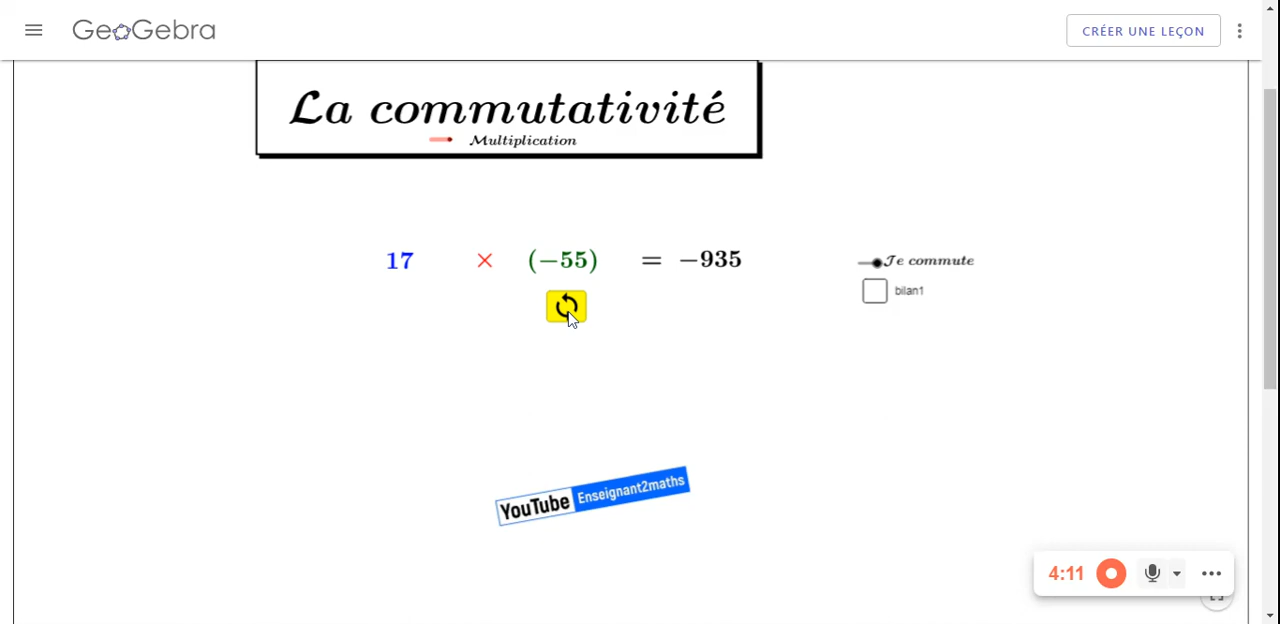 GeoGebra
CRÉER UNE LEÇON
La commutativité
Multiplication
17 × (−55) = −935
Je commute
bilan1
YouTube Enseignant2maths
4:11